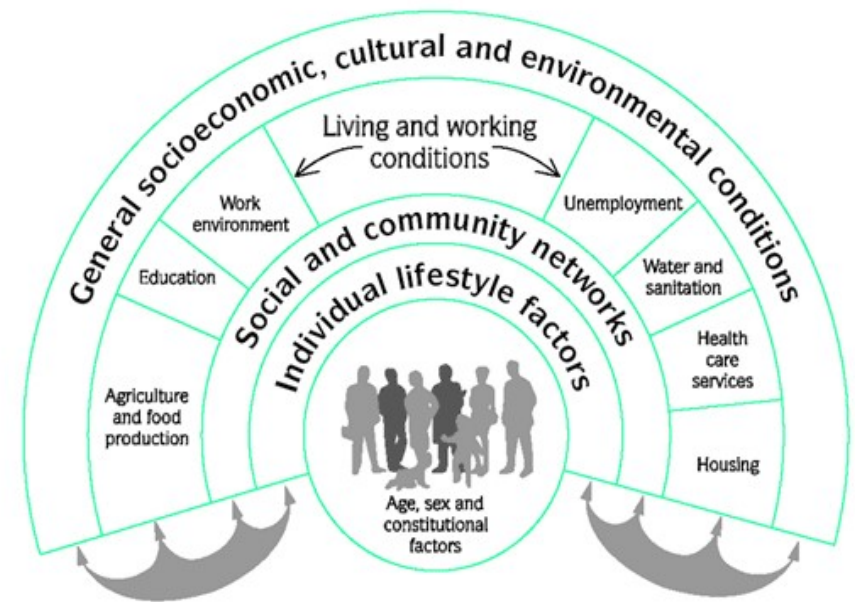 General socioeconomic, cultural and environmental conditions
Living and working
conditions
Work
environment
Unemployment
Education
Water and
sanitation
Agriculture
and food
production
Health
care
services
Housing
Social and community networks
Individual lifestyle factors
Age, sex and
constitutional
factors